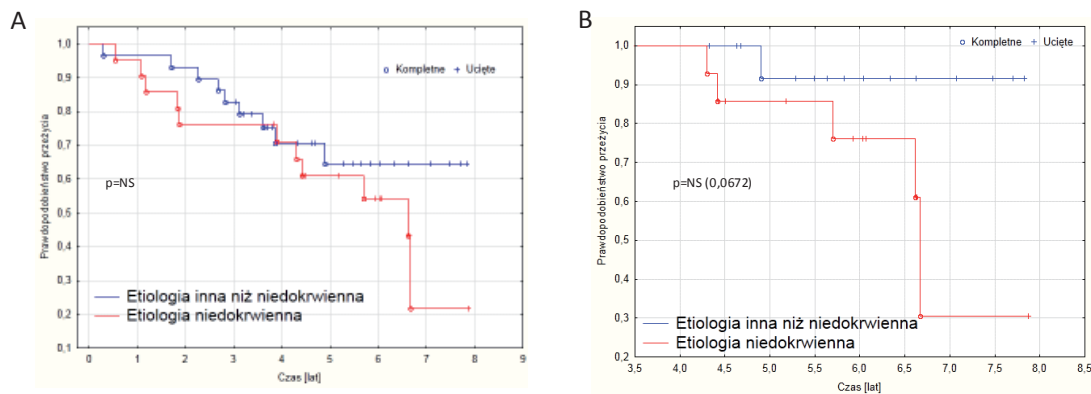 A
Prawdopodobieństwo przeżycia
1,0
0,9
0,8
0,7
0,6
0,5
0,4
0,3
0,2
0,1
Kompletne Ucięte
p=NS
Etiologia inna niż niedokrwienna
Etiologia niedokrwienna
0 1 2 3 4 5 6 7 8 9
Czas [lat]
B
Prawdopodobieństwo przeżycia
1,0
0,9
0,8
0,7
0,6
0,5
0,4
0,3
0,2
Kompletne Ucięte
p=NS (0,0672)
Etiologia inna niż niedokrwienna
Etiologia niedokrwienna
3,5 4,0 4,5 5,0 5,5 6,0 6,5 7,0 7,5 8,0 8,5
Czas [lat]